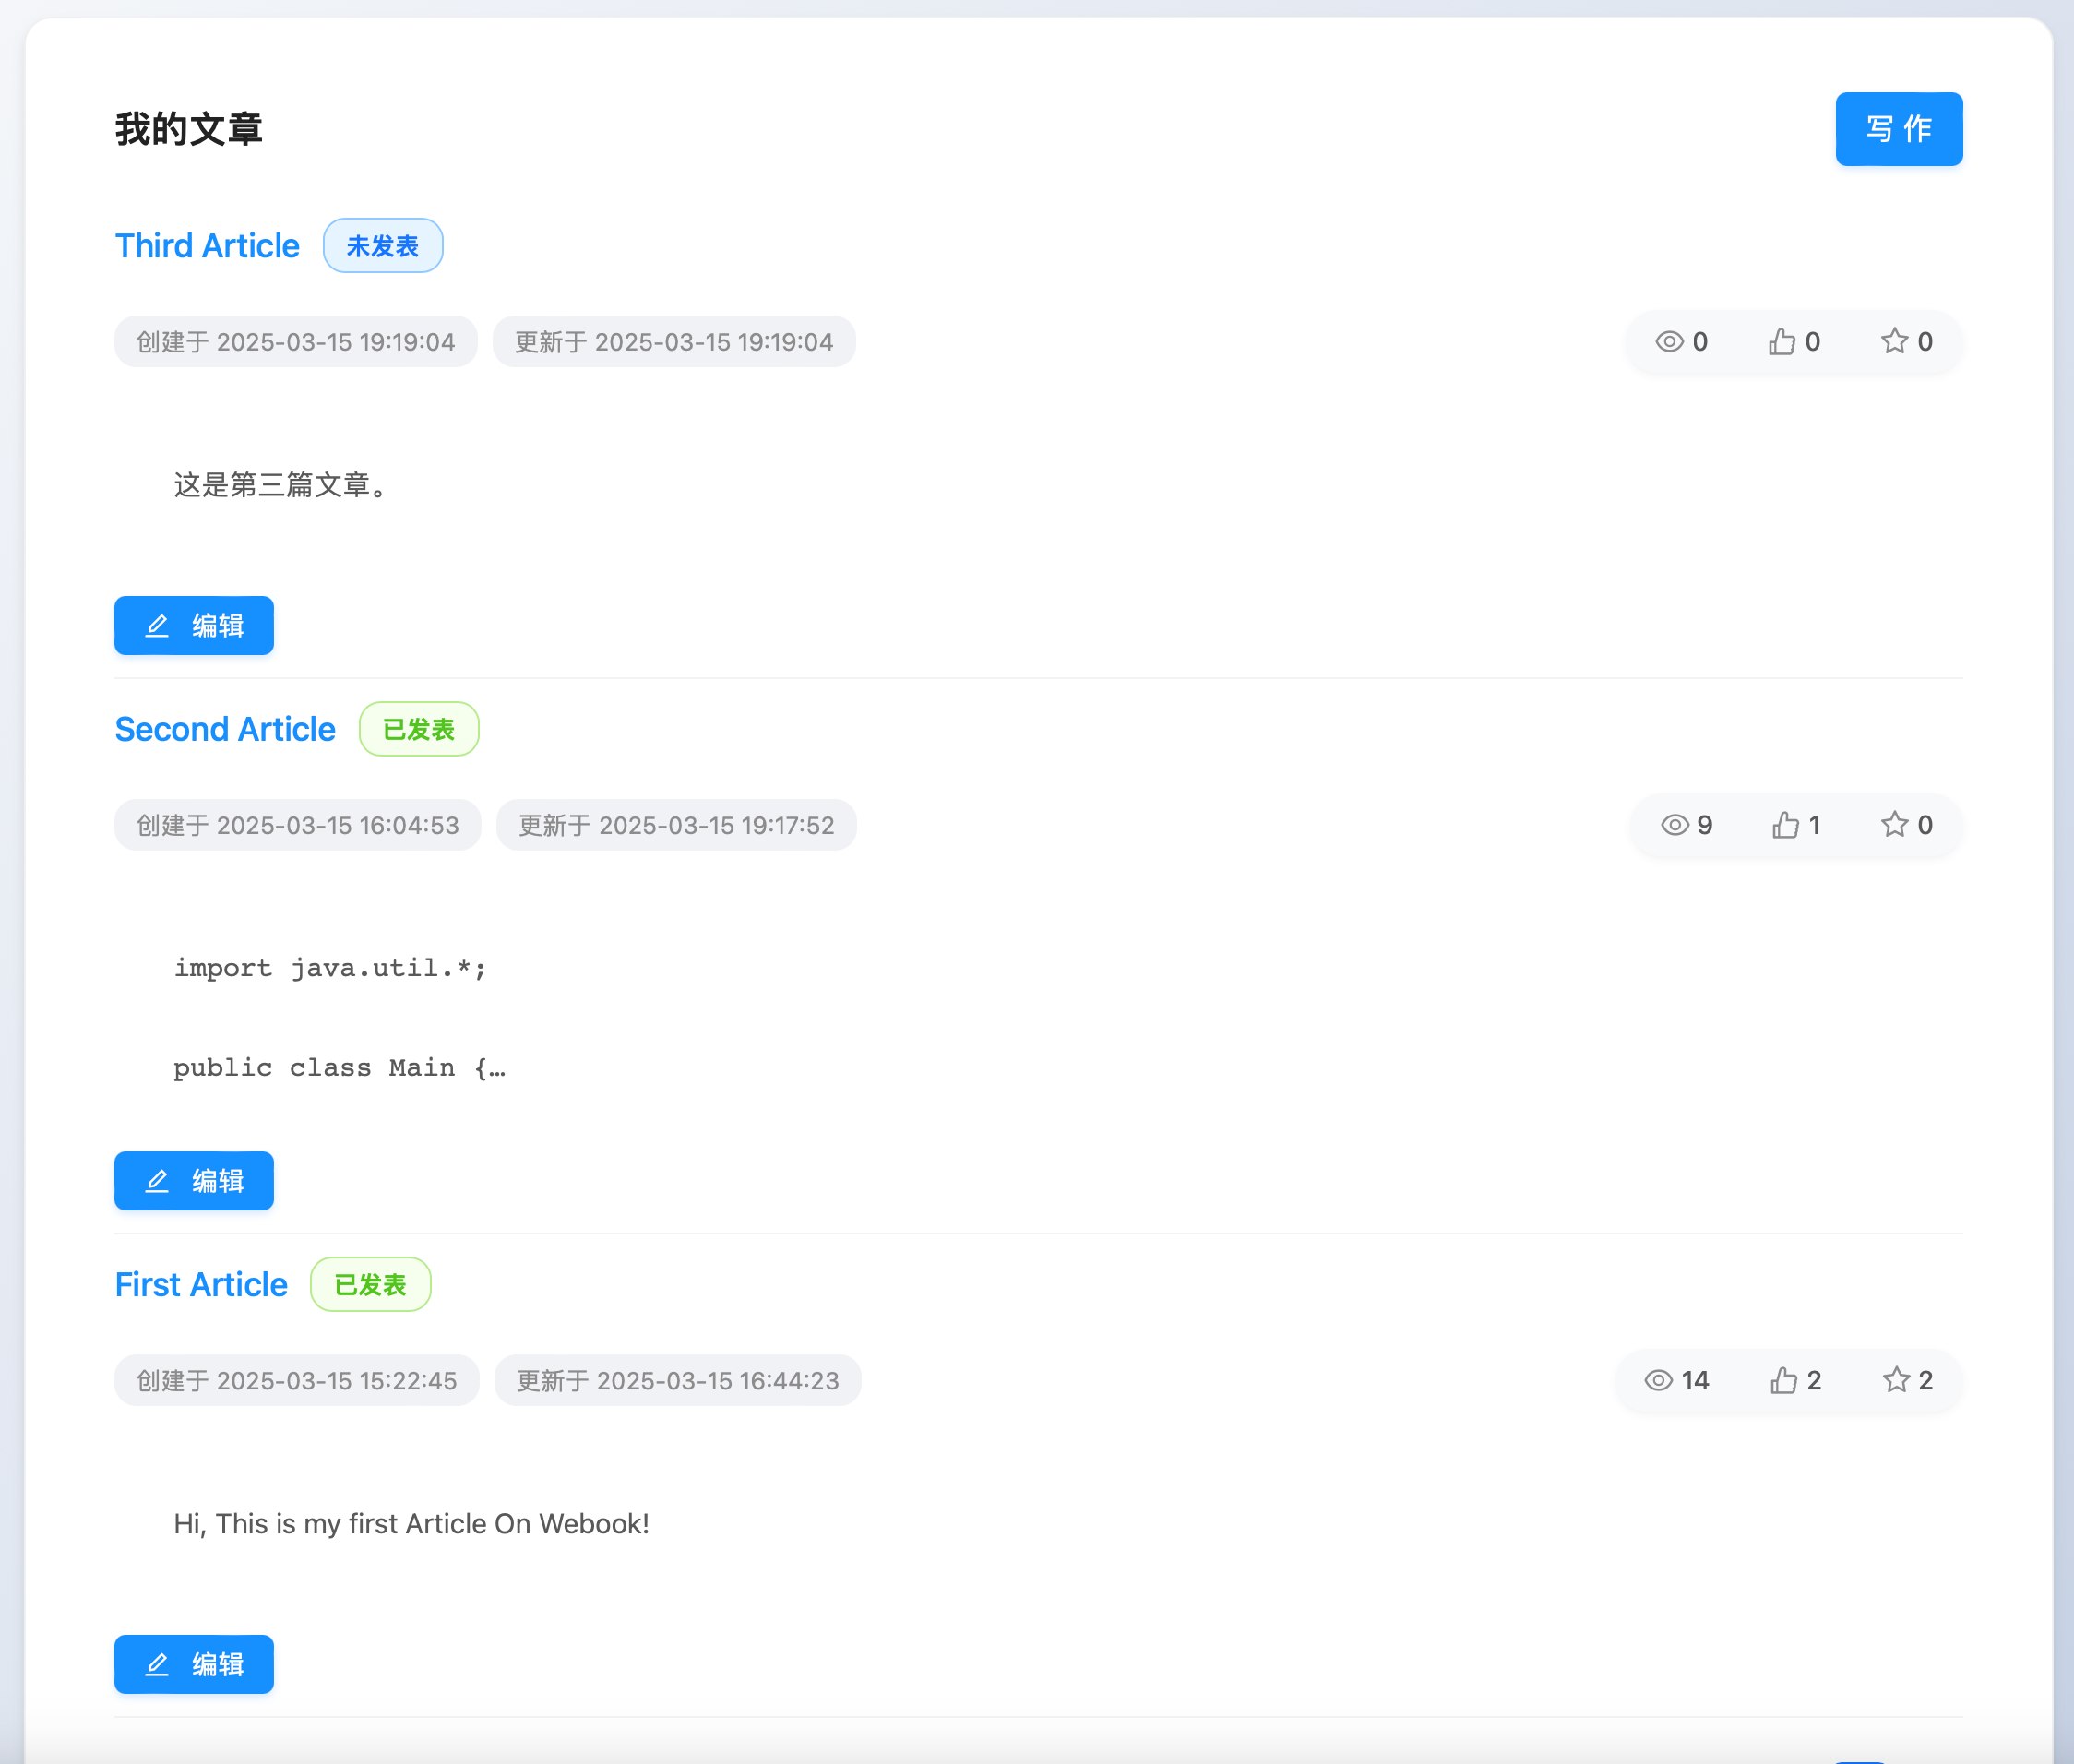 我的文章
写 作
Third Article 未发表
创建于 2025-03-15 19:19:04 更新于 2025-03-15 19:19:04 0 0 0
这是第三篇文章。
编辑
Second Article 已发表
创建于 2025-03-15 16:04:53 更新于 2025-03-15 19:17:52 9 1 0
import java.util.*;
public class Main {…
编辑
First Article 已发表
创建于 2025-03-15 15:22:45 更新于 2025-03-15 16:44:23 14 2 2
Hi, This is my first Article On Webook!
编辑